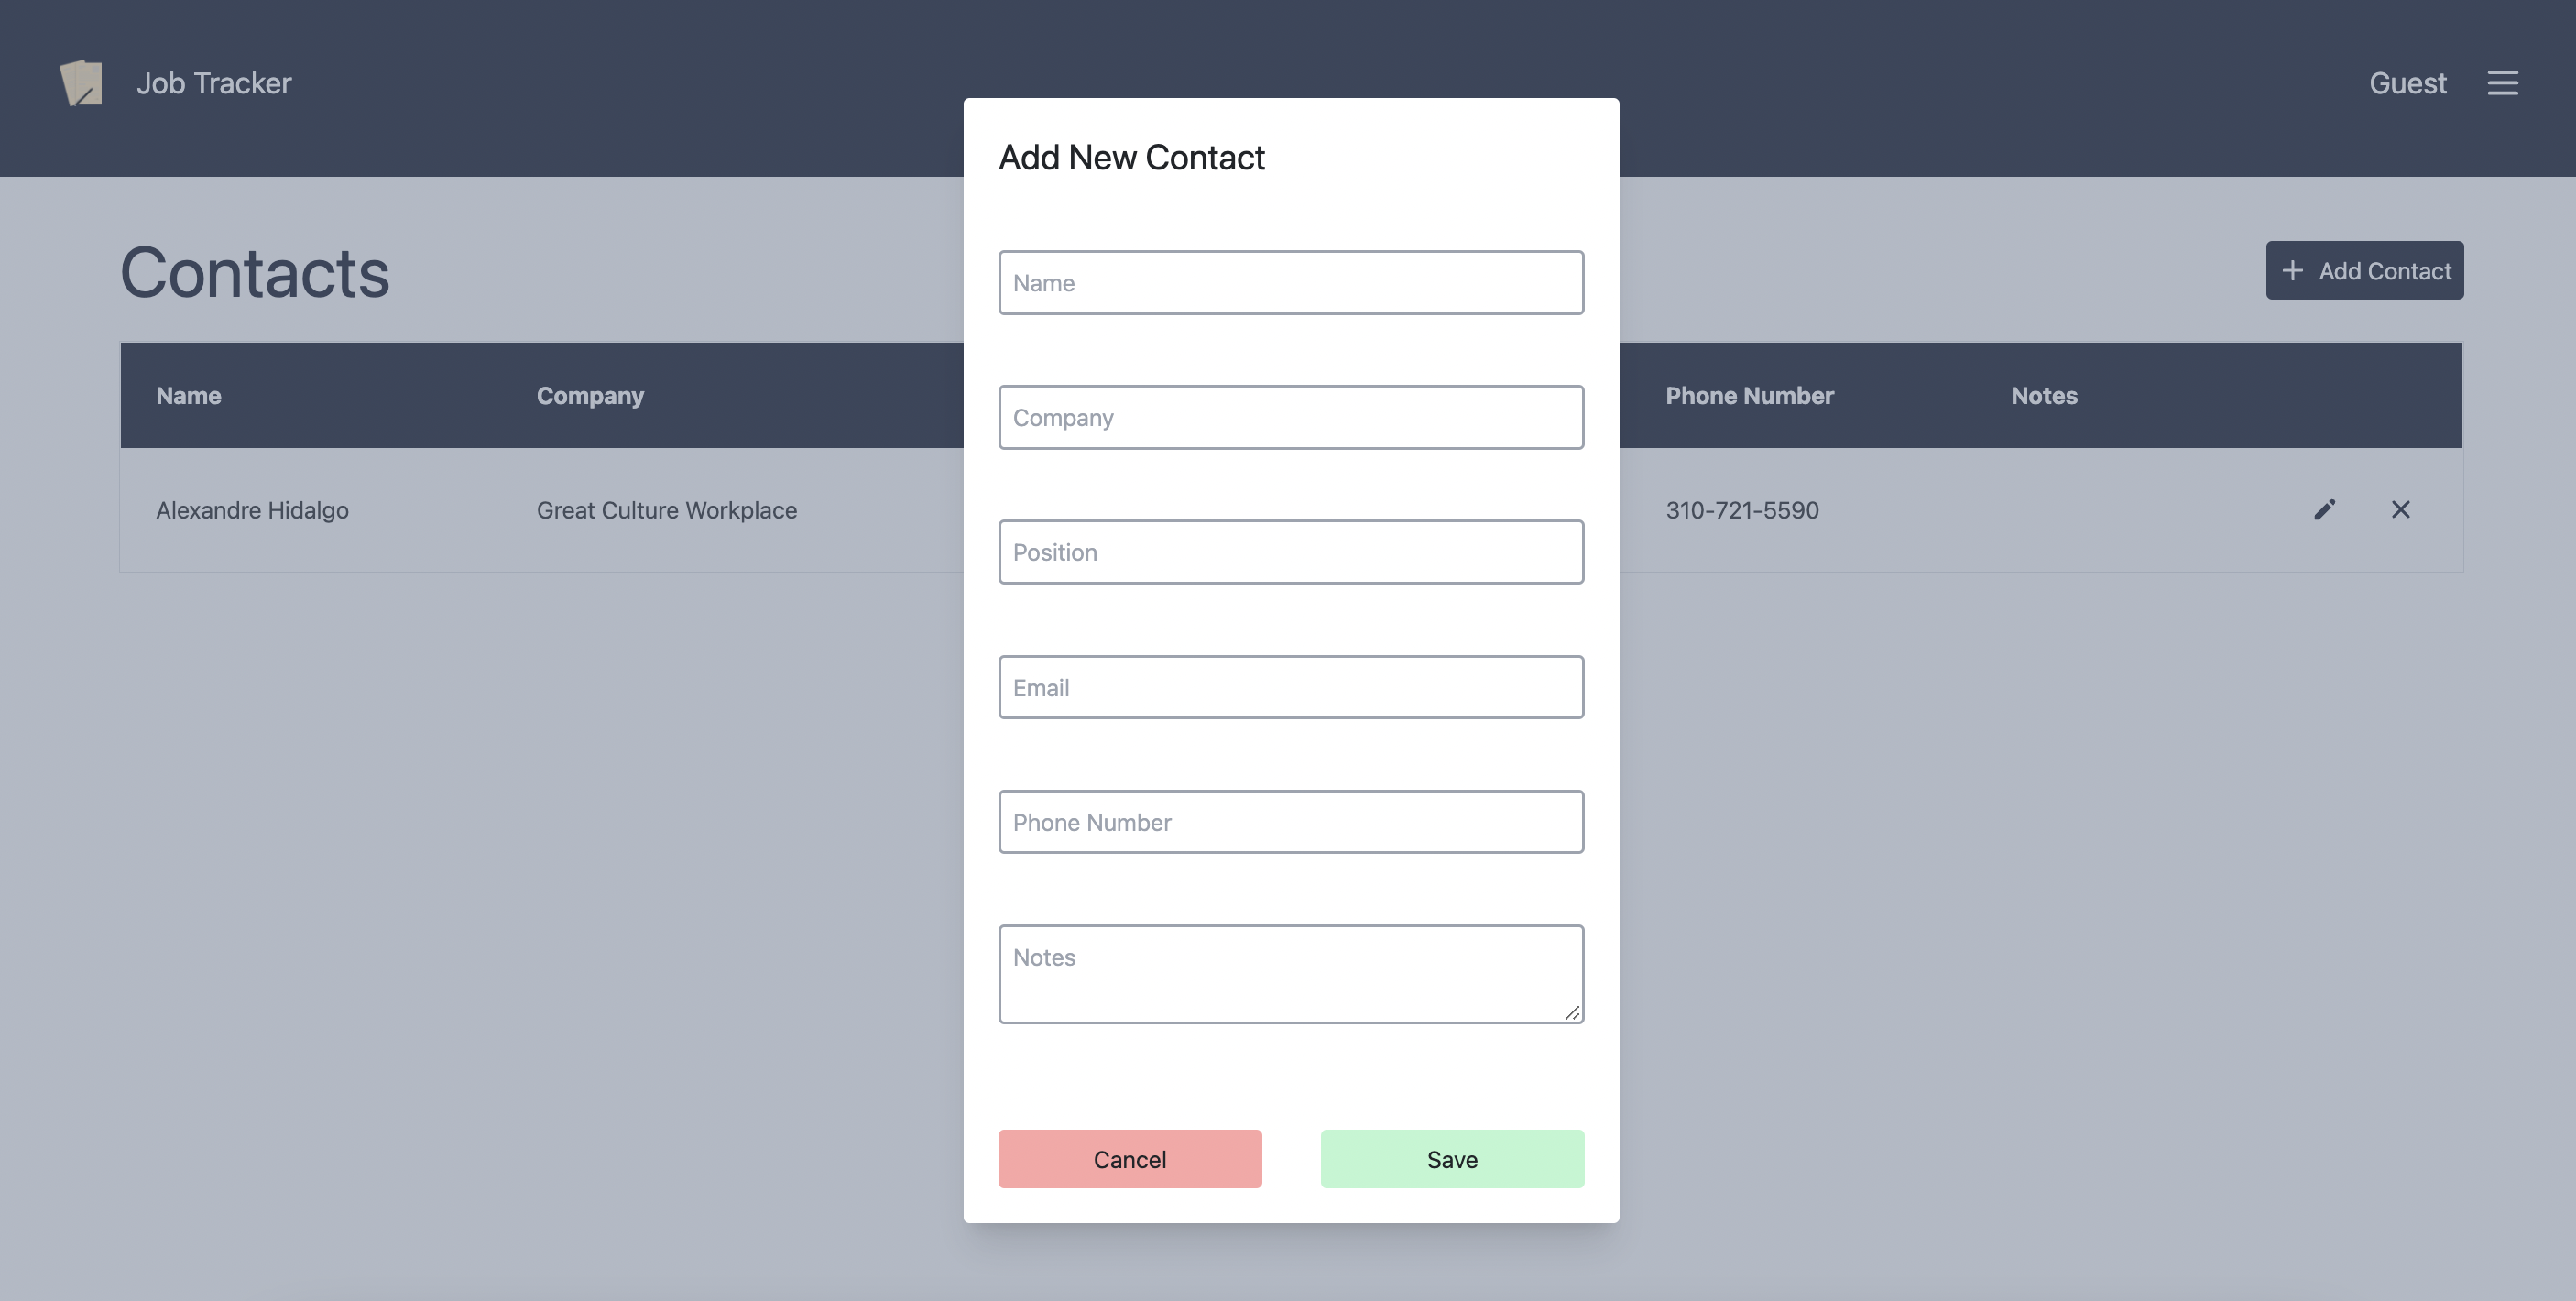 Job Tracker
Guest
Add New Contact
Contacts
Add Contact
Name
Company
Position
Email
Phone Number
Notes
Cancel
Save
Name Company Phone Number Notes
Alexandre Hidalgo Great Culture Workplace 310-721-5590